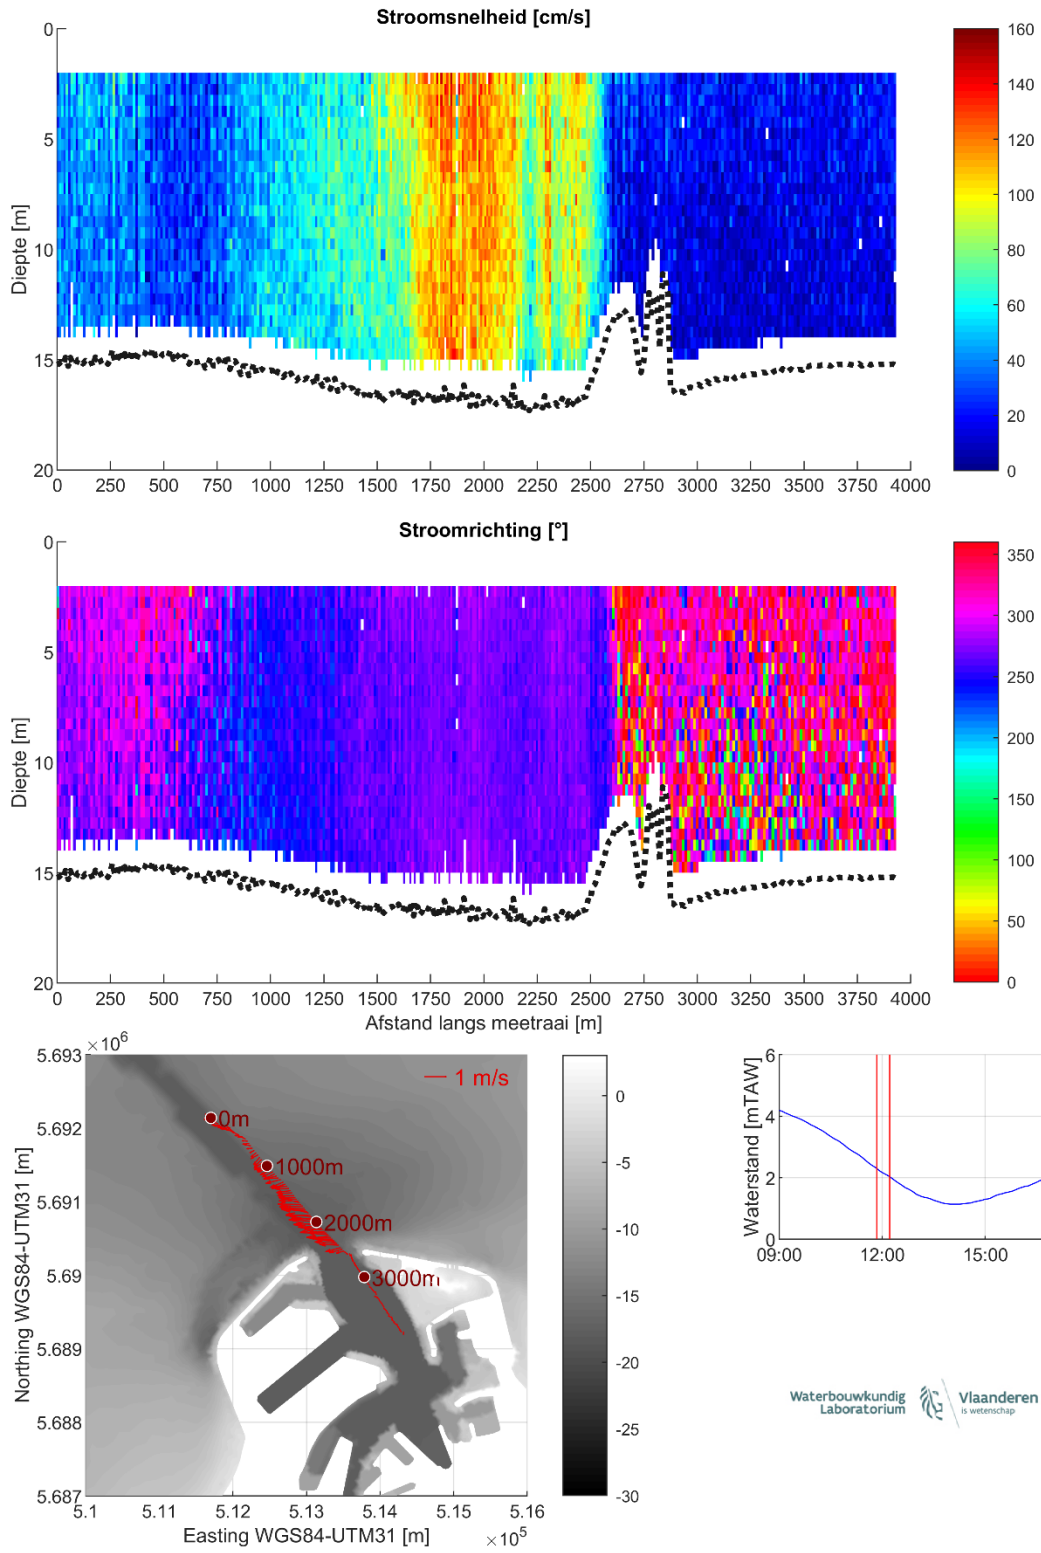 Stroomsnelheid [cm/s]
Diepte [m]
0
5
10
15
20
0 250 500 750 1000 1250 1500 1750 2000 2250 2500 2750 3000 3250 3500 3750 4000
160
140
120
100
80
60
40
20
0
Stroomrichting [°]
Diepte [m]
0
5
10
15
20
0 250 500 750 1000 1250 1500 1750 2000 2250 2500 2750 3000 3250 3500 3750 4000
Afstand langs meetraai [m]
350
300
250
200
150
100
50
0
×10⁶
Northing WGS84-UTM31 [m]
5.693
5.692
5.691
5.69
5.689
5.688
5.687
5.1 5.11 5.12 5.13 5.14 5.15 5.16
Easting WGS84-UTM31 [m]
×10⁵
1 m/s
0m
1000m
2000m
3000m
0
-5
-10
-15
-20
-25
-30
Waterstand [mTAW]
6
4
2
0
09:00 12:00 15:00
Waterbouwkundig
Laboratorium
Vlaanderen
is wetenschap